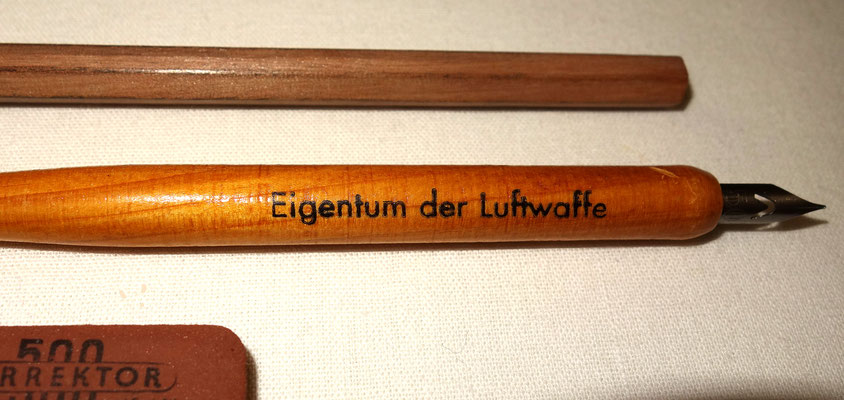 Eigentum der Luftwaffe
500
RREKTOR